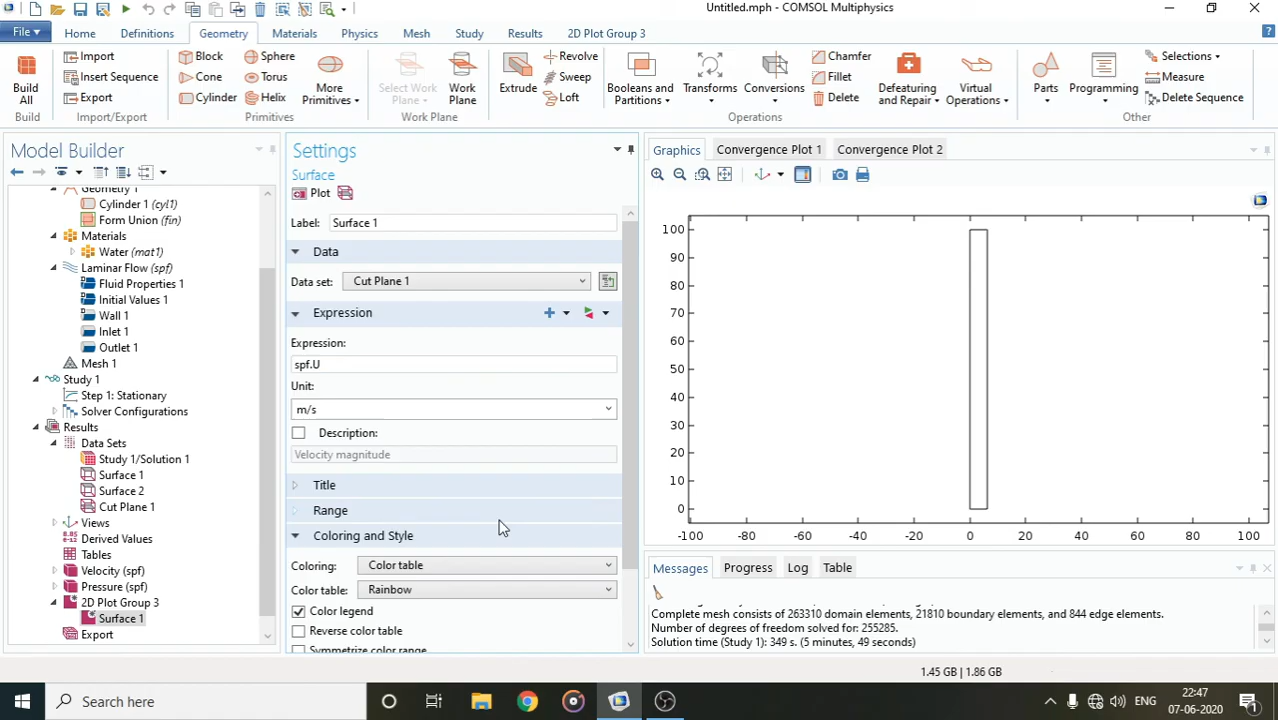 Untitled.mph - COMSOL Multiphysics
File
Home
Definitions
Geometry
Materials
Physics
Mesh
Study
Results
2D Plot Group 3
Build All
Build
Import
Insert Sequence
Export
Import/Export
Block
Cone
Cylinder
Sphere
Torus
Helix
More Primitives
Primitives
Select Work Plane
Work Plane
Work Plane
Extrude
Revolve
Sweep
Loft
Booleans and Partitions
Transforms
Conversions
Chamfer
Fillet
Delete
Defeaturing and Repair
Virtual Operations
Operations
Parts
Programming
Selections
Measure
Delete Sequence
Other
Model Builder
Geometry 1
Cylinder 1 (cyl1)
Form Union (fin)
Materials
Water (mat1)
Laminar Flow (spf)
Fluid Properties 1
Initial Values 1
Wall 1
Inlet 1
Outlet 1
Mesh 1
Study 1
Step 1: Stationary
Solver Configurations
Results
Data Sets
Study 1/Solution 1
Surface 1
Surface 2
Cut Plane 1
Views
8.85
Derived Values
Tables
Velocity (spf)
Pressure (spf)
2D Plot Group 3
Surface 1
Export
Settings
Surface
Plot
Label: Surface 1
Data
Data set: Cut Plane 1
Expression
Expression:
spf.U
Unit:
m/s
Description:
Velocity magnitude
Title
Range
Coloring and Style
Coloring: Color table
Color table: Rainbow
Color legend
Reverse color table
Symmetrize color range
Graphics
Convergence Plot 1
Convergence Plot 2
100
90
80
70
60
50
40
30
20
10
0
-100 -80 -60 -40 -20 0 20 40 60 80 100
Messages
Progress
Log
Table
Complete mesh consists of 263310 domain elements, 21810 boundary elements, and 844 edge elements.
Number of degrees of freedom solved for: 255285.
Solution time (Study 1): 349 s. (5 minutes, 49 seconds)
1.45 GB | 1.86 GB
Search here
ENG
22:47
07-06-2020
1